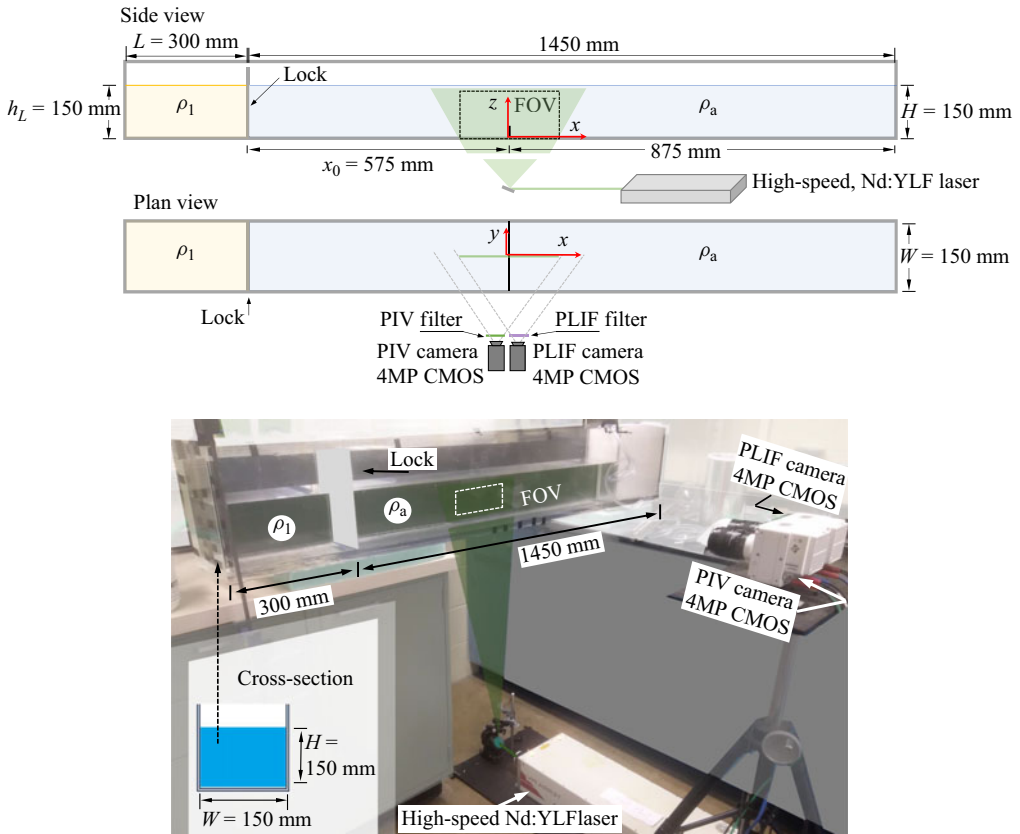 Side view
L = 300 mm
1450 mm
Lock
h_L = 150 mm
ρ₁
z
FOV
x
ρₐ
H = 150 mm
x₀ = 575 mm
875 mm
High-speed, Nd:YLF laser
Plan view
ρ₁
y
x
ρₐ
W = 150 mm
Lock
PIV filter
PLIF filter
PIV camera
4MP CMOS
PLIF camera
4MP CMOS
Lock
PLIF camera
4MP CMOS
FOV
ρ₁
ρₐ
1450 mm
300 mm
PIV camera
4MP CMOS
Cross-section
H =
150 mm
W = 150 mm
High-speed Nd:YLFlaser